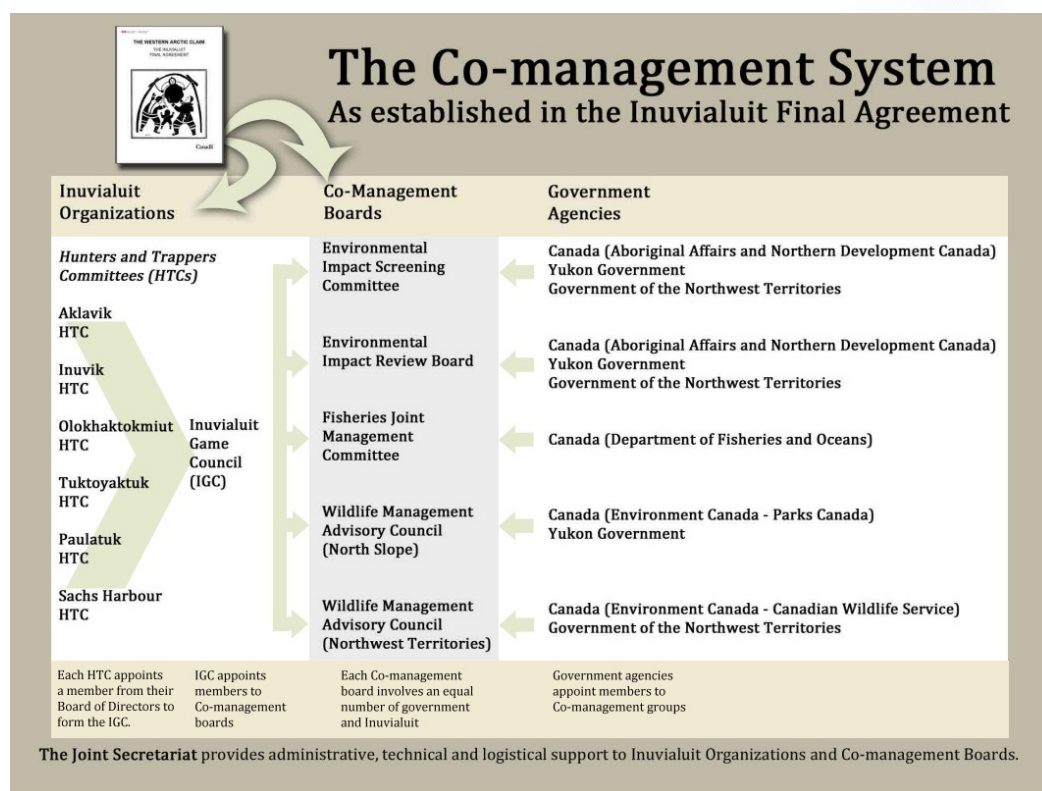 THE WESTERN ARCTIC CLAIM
THE INUVIALUIT
FINAL AGREEMENT
Canada
The Co-management System
As established in the Inuvialuit Final Agreement
Inuvialuit
Organizations
Co-Management
Boards
Government
Agencies
Hunters and Trappers
Committees (HTCs)
Aklavik
HTC
Inuvik
HTC
Olokhaktokmiut
HTC
Tuktoyaktuk
HTC
Paulatuk
HTC
Sachs Harbour
HTC
Inuvialuit
Game
Council
(IGC)
Environmental
Impact Screening
Committee
Environmental
Impact Review Board
Fisheries Joint
Management
Committee
Wildlife Management
Advisory Council
(North Slope)
Wildlife Management
Advisory Council
(Northwest Territories)
Canada (Aboriginal Affairs and Northern Development Canada)
Yukon Government
Government of the Northwest Territories
Canada (Aboriginal Affairs and Northern Development Canada)
Yukon Government
Government of the Northwest Territories
Canada (Department of Fisheries and Oceans)
Canada (Environment Canada - Parks Canada)
Yukon Government
Canada (Environment Canada - Canadian Wildlife Service)
Government of the Northwest Territories
Each HTC appoints
a member from their
Board of Directors to
form the IGC.
IGC appoints
members to
Co-management
boards
Each Co-management
board involves an equal
number of government
and Inuvialuit
Government agencies
appoint members to
Co-management groups
The Joint Secretariat provides administrative, technical and logistical support to Inuvialuit Organizations and Co-management Boards.